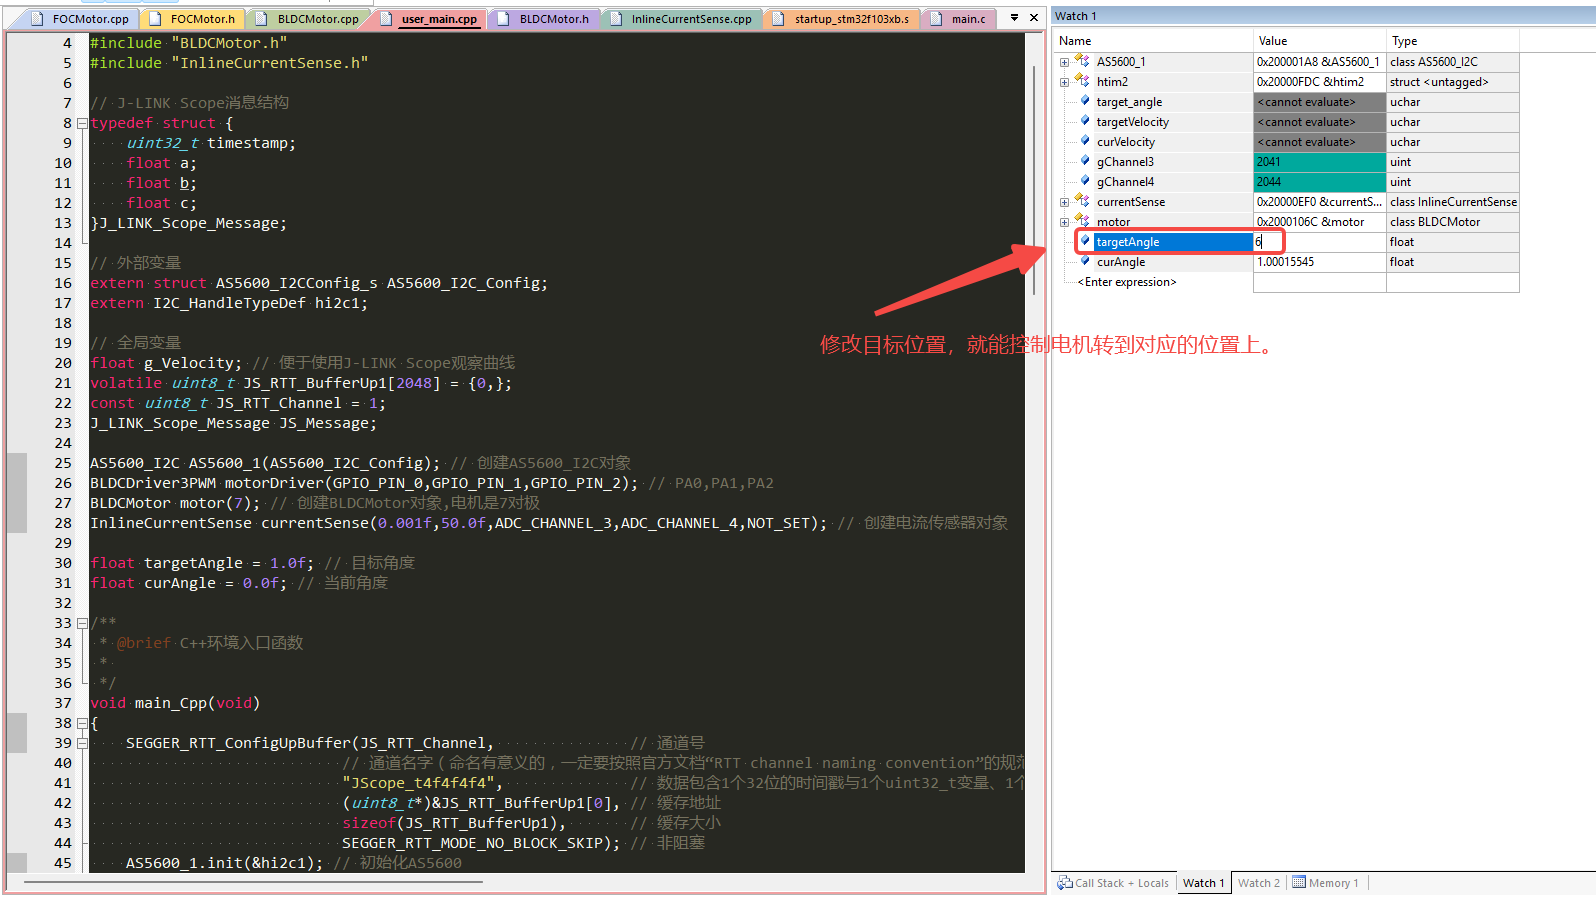 FOCMotor.cpp FOCMotor.h BLDCMotor.cpp user_main.cpp BLDCMotor.h InlineCurrentSense.cpp startup_stm32f103xb.s main.c
4 #include "BLDCMotor.h"
5 #include "InlineCurrentSense.h"
6
7 // J-LINK Scope消息结构
8 typedef struct {
9 uint32_t timestamp;
10 float a;
11 float b;
12 float c;
13 }J_LINK_Scope_Message;
14
15 // 外部变量
16 extern struct AS5600_I2CConfig_s AS5600_I2C_Config;
17 extern I2C_HandleTypeDef hi2c1;
18
19 // 全局变量
20 float g_Velocity; // 便于使用J-LINK Scope观察曲线
21 volatile uint8_t JS_RTT_BufferUp1[2048] = {0,};
22 const uint8_t JS_RTT_Channel = 1;
23 J_LINK_Scope_Message JS_Message;
24
25 AS5600_I2C AS5600_1(AS5600_I2C_Config); // 创建AS5600_I2C对象
26 BLDCDriver3PWM motorDriver(GPIO_PIN_0,GPIO_PIN_1,GPIO_PIN_2); // PA0,PA1,PA2
27 BLDCMotor motor(7); // 创建BLDCMotor对象,电机是7对极
28 InlineCurrentSense currentSense(0.001f,50.0f,ADC_CHANNEL_3,ADC_CHANNEL_4,NOT_SET); // 创建电流传感器对象
29
30 float targetAngle = 1.0f; // 目标角度
31 float curAngle = 0.0f; // 当前角度
32
33 /**
34 * @brief C++环境入口函数
35 *
36 */
37 void main_Cpp(void)
38 {
39 SEGGER_RTT_ConfigUpBuffer(JS_RTT_Channel, // 通道号
40 // 通道名字（命名有意义的，一定要按照官方文档“RTT channel naming convention”的规范
41 "JScope_t4f4f4f4", // 数据包含1个32位的时间戳与1个uint32_t变量、1个
42 (uint8_t*)&JS_RTT_BufferUp1[0], // 缓存地址
43 sizeof(JS_RTT_BufferUp1), // 缓存大小
44 SEGGER_RTT_MODE_NO_BLOCK_SKIP); // 非阻塞
45 AS5600_1.init(&hi2c1); // 初始化AS5600
Watch 1
Name Value Type
AS5600_1 0x200001A8 &AS5600_1 class AS5600_I2C
htim2 0x20000FDC &htim2 struct <untagged>
target_angle <cannot evaluate> uchar
targetVelocity <cannot evaluate> uchar
curVelocity <cannot evaluate> uchar
gChannel3 2041 uint
gChannel4 2044 uint
currentSense 0x20000EF0 &currentS... class InlineCurrentSense
motor 0x2000106C &motor class BLDCMotor
targetAngle 6 float
curAngle 1.00015545 float
<Enter expression>
修改目标位置，就能控制电机转到对应的位置上。
Call Stack + Locals Watch 1 Watch 2 Memory 1